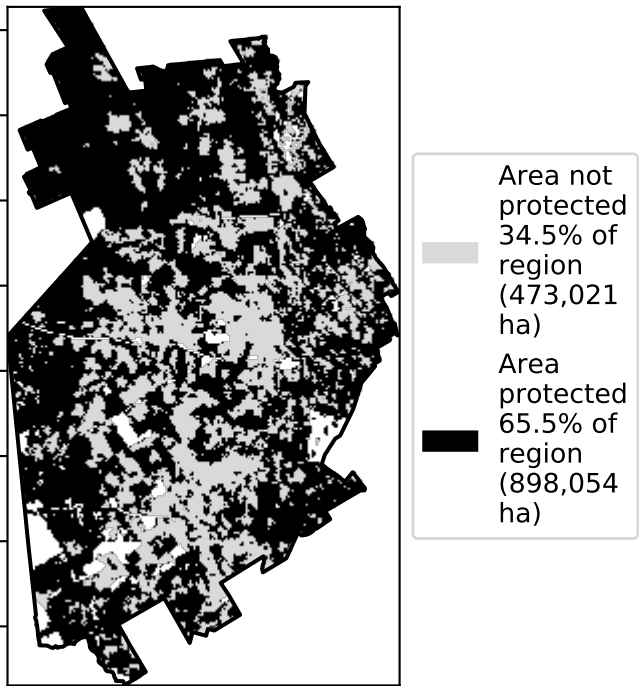 Area not
protected
34.5% of
region
(473,021
ha)
Area
protected
65.5% of
region
(898,054
ha)